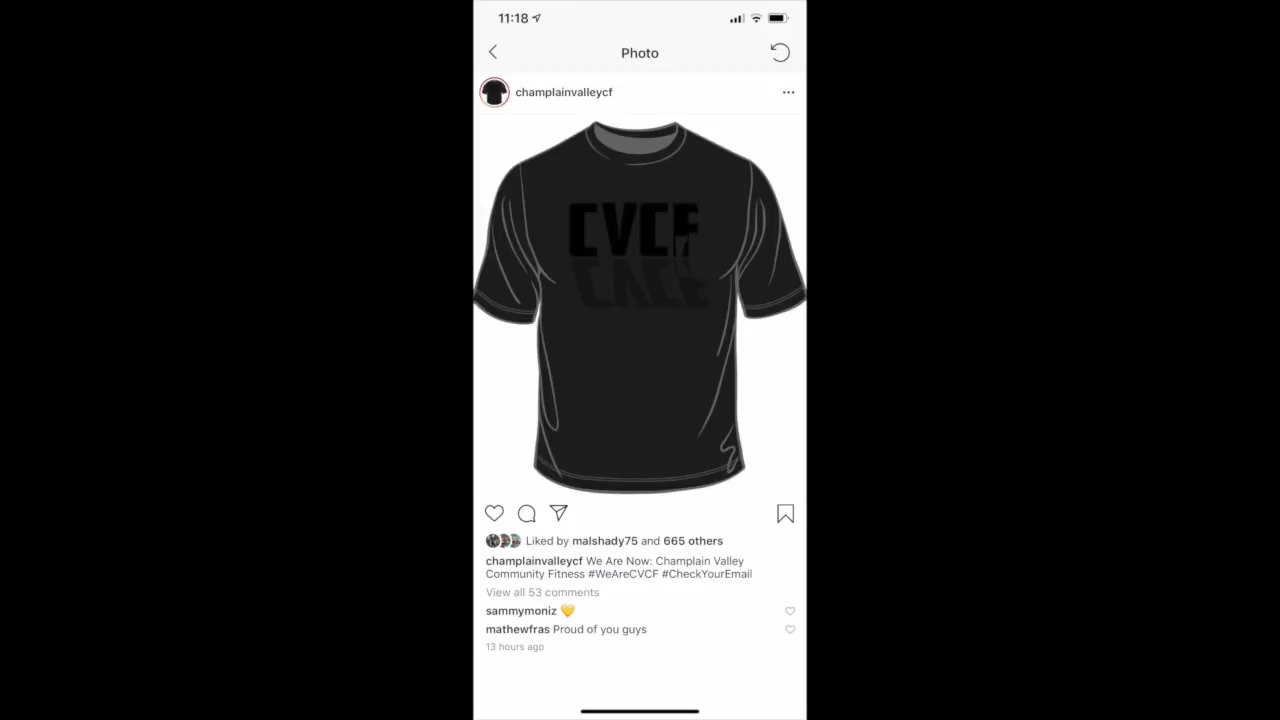 11:18
Photo
champlainvalleycf
CVCF
Liked by malshady75 and 665 others
champlainvalleycf We Are Now: Champlain Valley
Community Fitness #WeAreCVCF #CheckYourEmail
View all 53 comments
sammymoniz 💛
mathewfras Proud of you guys
13 hours ago